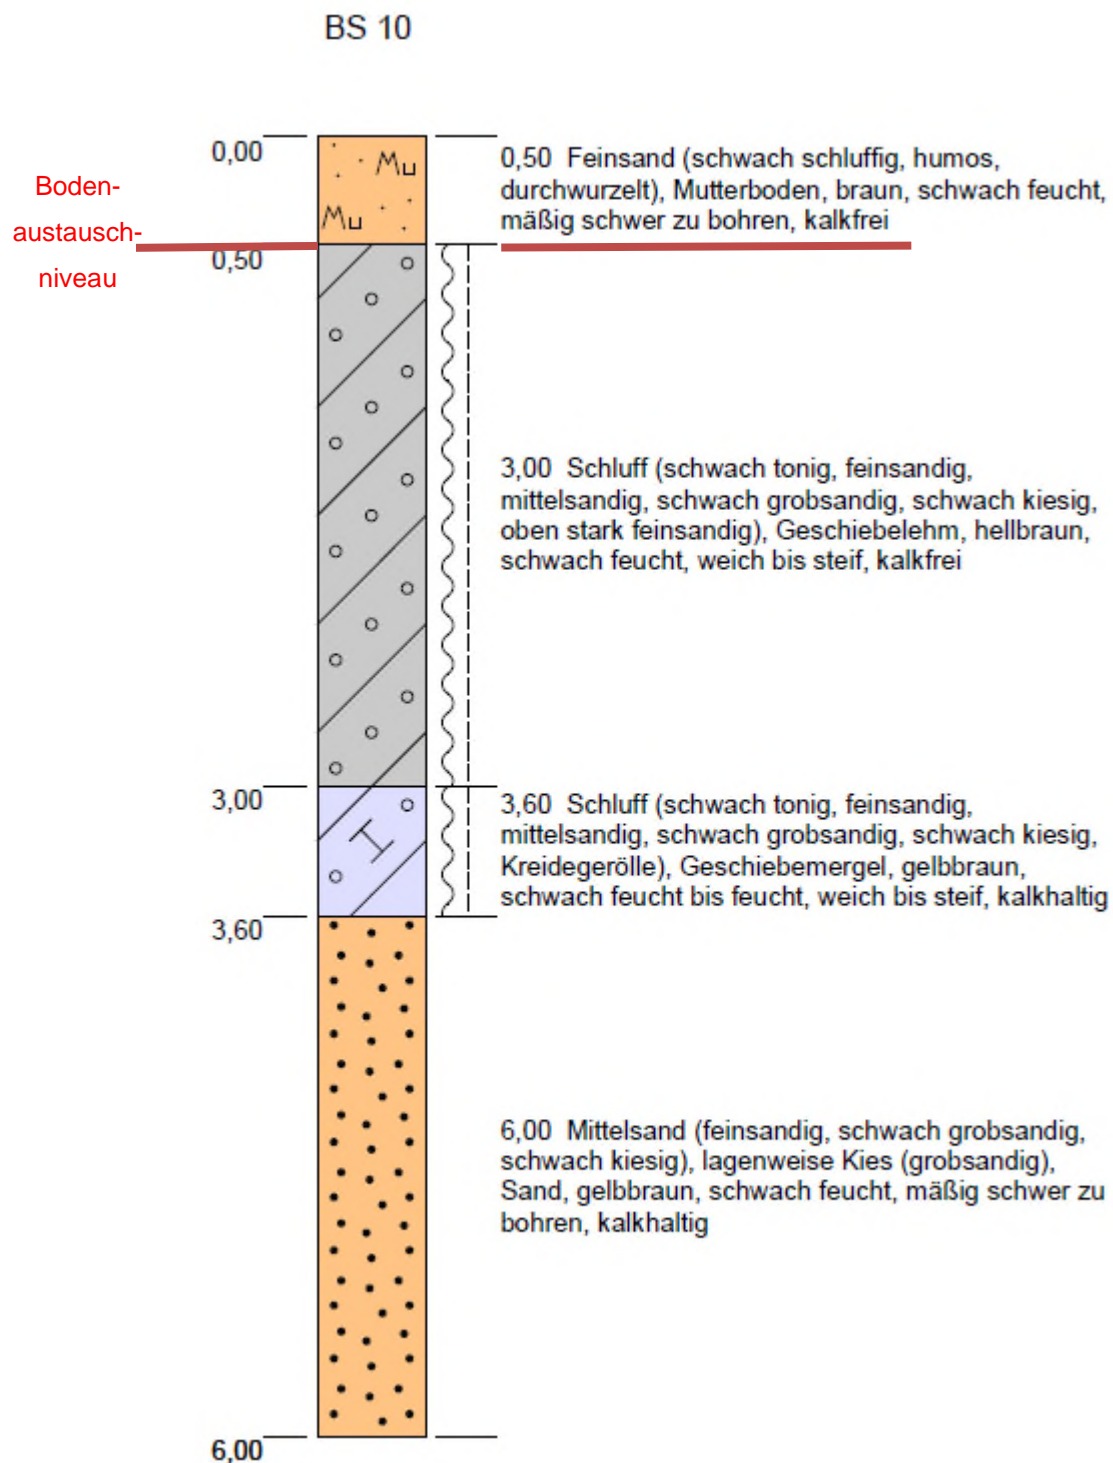 BS 10
0,00
Mu
Mu
0,50 Feinsand (schwach schluffig, humos,
durchwurzelt), Mutterboden, braun, schwach feucht,
mäßig schwer zu bohren, kalkfrei
Boden-
austausch-
niveau
0,50
3,00 Schluff (schwach tonig, feinsandig,
mittelsandig, schwach grobsandig, schwach kiesig,
oben stark feinsandig), Geschiebelehm, hellbraun,
schwach feucht, weich bis steif, kalkfrei
3,00
3,60 Schluff (schwach tonig, feinsandig,
mittelsandig, schwach grobsandig, schwach kiesig,
Kreidegerölle), Geschiebemergel, gelbbraun,
schwach feucht bis feucht, weich bis steif, kalkhaltig
3,60
6,00 Mittelsand (feinsandig, schwach grobsandig,
schwach kiesig), lagenweise Kies (grobsandig),
Sand, gelbbraun, schwach feucht, mäßig schwer zu
bohren, kalkhaltig
6,00